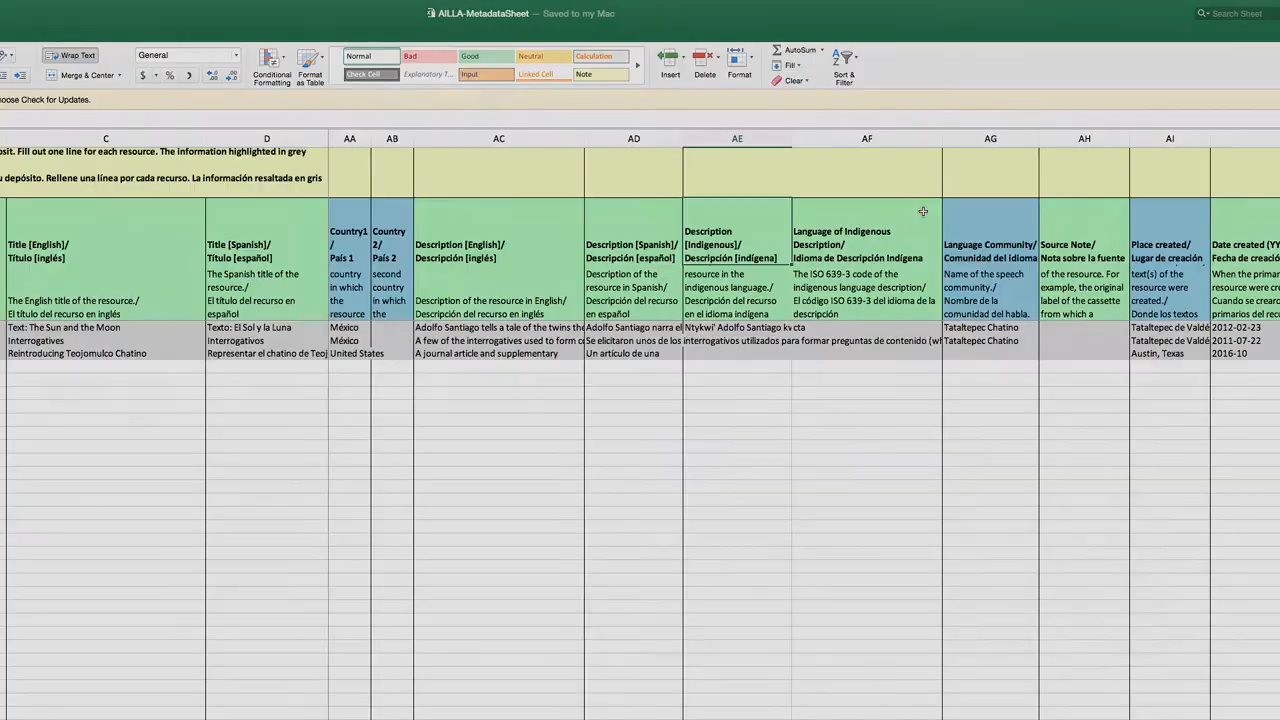 AILLA-MetadataSheet — Saved to my Mac
Search Sheet
Wrap Text
General
Normal
Bad
Good
Neutral
Calculation
AutoSum
Merge & Center
$ % )
Conditional
Formatting
Format
as Table
Check Cell
Explanatory T...
Input
Linked Cell
Note
Insert
Delete
Format
Fill
Clear
Sort &
Filter
oose Check for Updates.
C D AA AB AC AD AE AF AG AH AI
osit. Fill out one line for each resource. The information highlighted in grey
u depósito. Rellene una línea por cada recurso. La información resaltada en gris
Title [English]/
Título [inglés]
Title [Spanish]/
Título [español]
Country1
/
País 1
Country
2/
País 2
Description [English]/
Descripción [inglés]
Description [Spanish]/
Descripción [español]
Description
[Indigenous]/
Descripción [indígena]
Language of Indigenous
Description/
Idioma de Descripción Indígena
Language Community/
Comunidad del idioma
Source Note/
Nota sobre la fuente
Place created/
Lugar de creación
Date created (YY
Fecha de creació
The English title of the resource./
El título del recurso en inglés
The Spanish title of the
resource./
El título del recurso en
español
country
in which
the
resource
second
country
in which
the
Description of the resource in English/
Descripción del recurso en inglés
Description of the
resource in Spanish/
Descripción del recurso
en español
resource in the
indigenous language./
Descripción del recurso
en el idioma indígena
The ISO 639-3 code of the
indigenous language description/
El código ISO 639-3 del idioma de la
descripción
Name of the speech
community./
Nombre de la
comunidad del habla.
of the resource. For
example, the original
label of the cassette
from which a
text(s) of the
resource were
created./
Donde los textos
When the primar
resource were cre
Cuando se crearo
primarios del recur
Text: The Sun and the Moon
Texto: El Sol y la Luna
México
Adolfo Santiago tells a tale of the twins tho
Adolfo Santiago narra el
Ntykwi' Adolfo Santiago kv
cta
Tataltepec Chatino
Tataltepec de Valdé
2012-02-23
Interrogatives
Interrogativos
México
A few of the interrogatives used to form co
Se elicitaron unos de los interrogativos utilizados para formar preguntas de contenido (wh
Tataltepec Chatino
Tataltepec de Valdé
2011-07-22
Reintroducing Teojomulco Chatino
Representar el chatino de Teoj
United States
A journal article and supplementary
Un artículo de una
Austin, Texas
2016-10